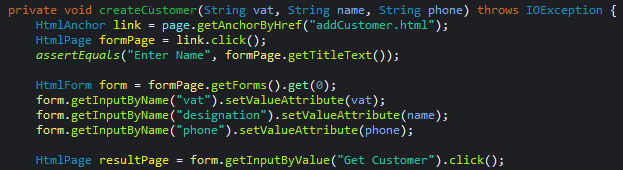 private void createCustomer(String vat, String name, String phone) throws IOException {
HtmlAnchor link = page.getAnchorByHref("addCustomer.html");
HtmlPage formPage = link.click();
assertEquals("Enter Name", formPage.getTitleText());
HtmlForm form = formPage.getForms().get(0);
form.getInputByName("vat").setValueAttribute(vat);
form.getInputByName("designation").setValueAttribute(name);
form.getInputByName("phone").setValueAttribute(phone);
HtmlPage resultPage = form.getInputByValue("Get Customer").click();